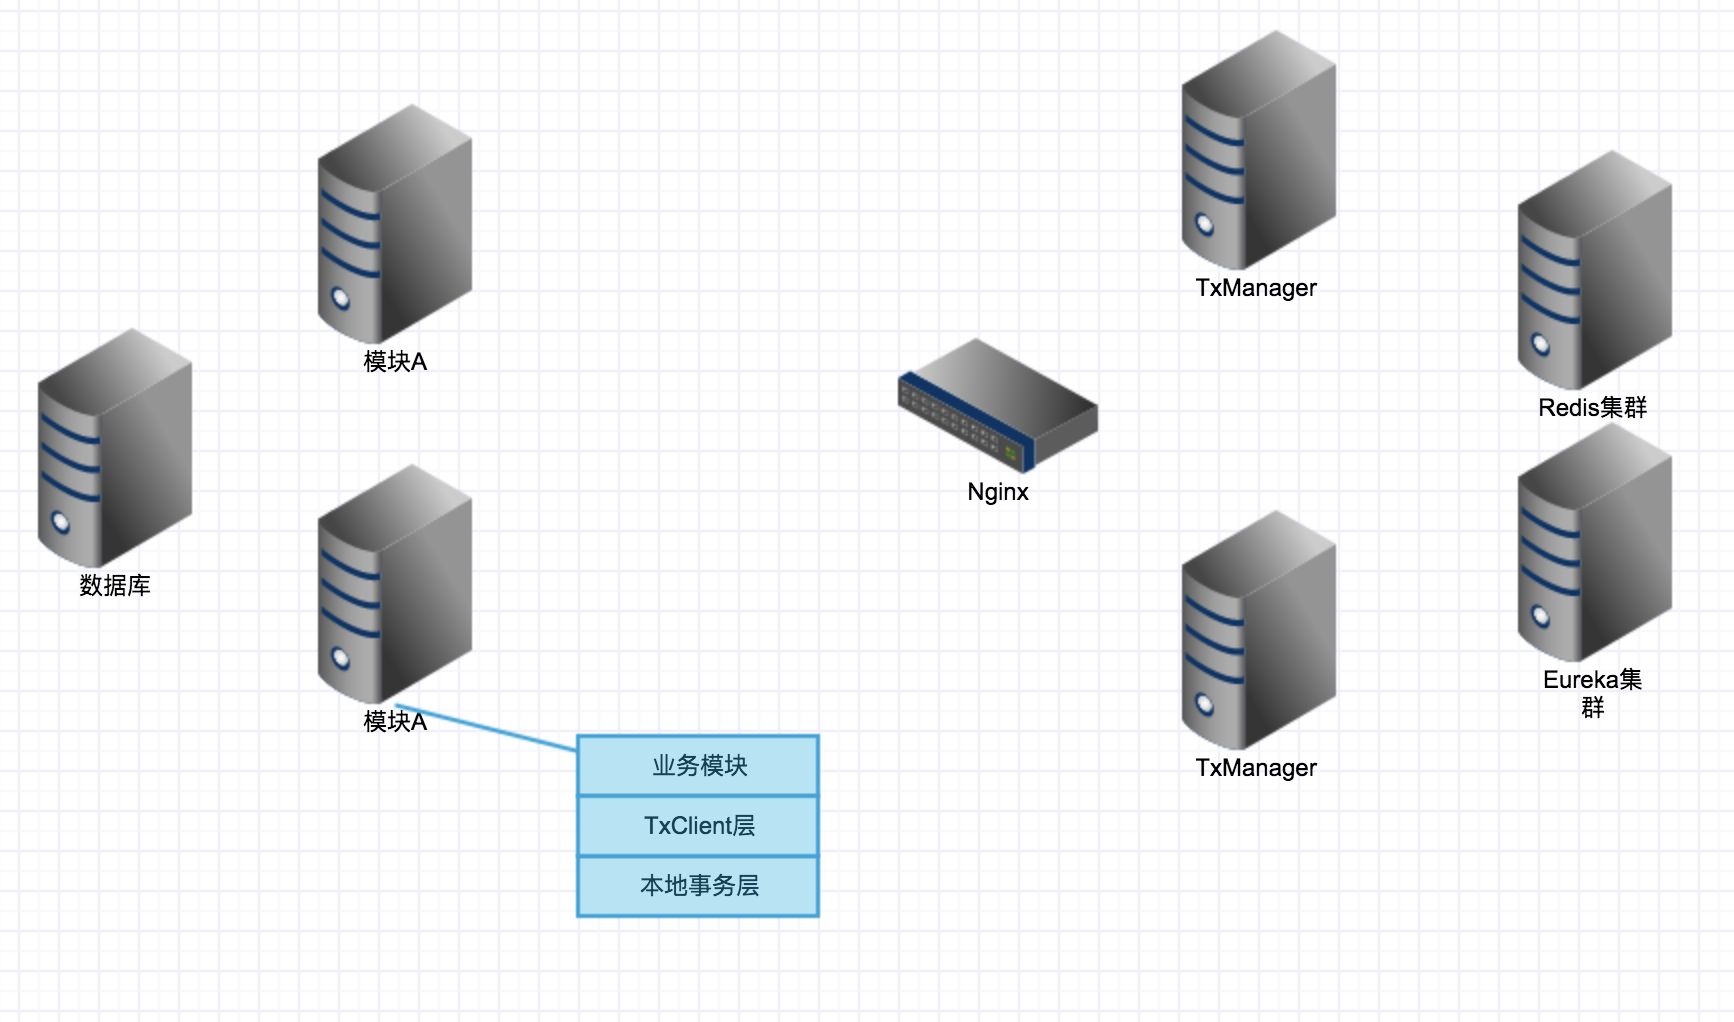 TxManager
模块A
Redis集群
Nginx
数据库
Eureka集
群
模块A
TxManager
业务模块
TxClient层
本地事务层